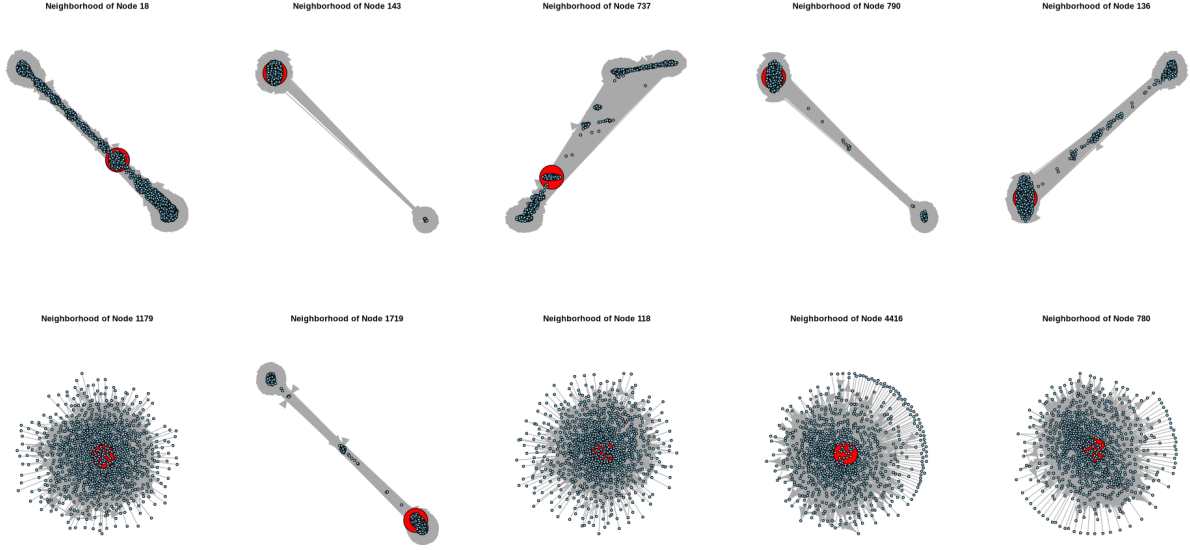 Neighborhood of Node 18
Neighborhood of Node 143
Neighborhood of Node 737
Neighborhood of Node 790
Neighborhood of Node 136
Neighborhood of Node 1179
Neighborhood of Node 1719
Neighborhood of Node 118
Neighborhood of Node 4416
Neighborhood of Node 780